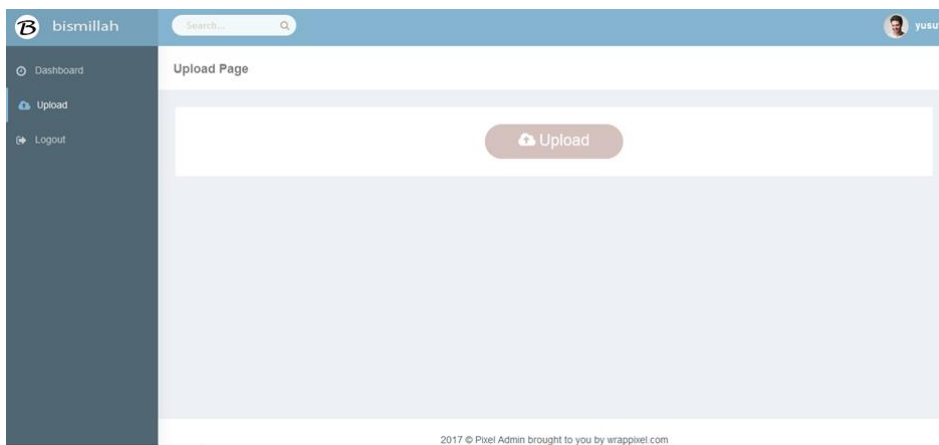 B bismillah
Search...
yusu
Dashboard
Upload Page
Upload
Logout
Upload
2017 © Pixel Admin brought to you by wrappixel.com